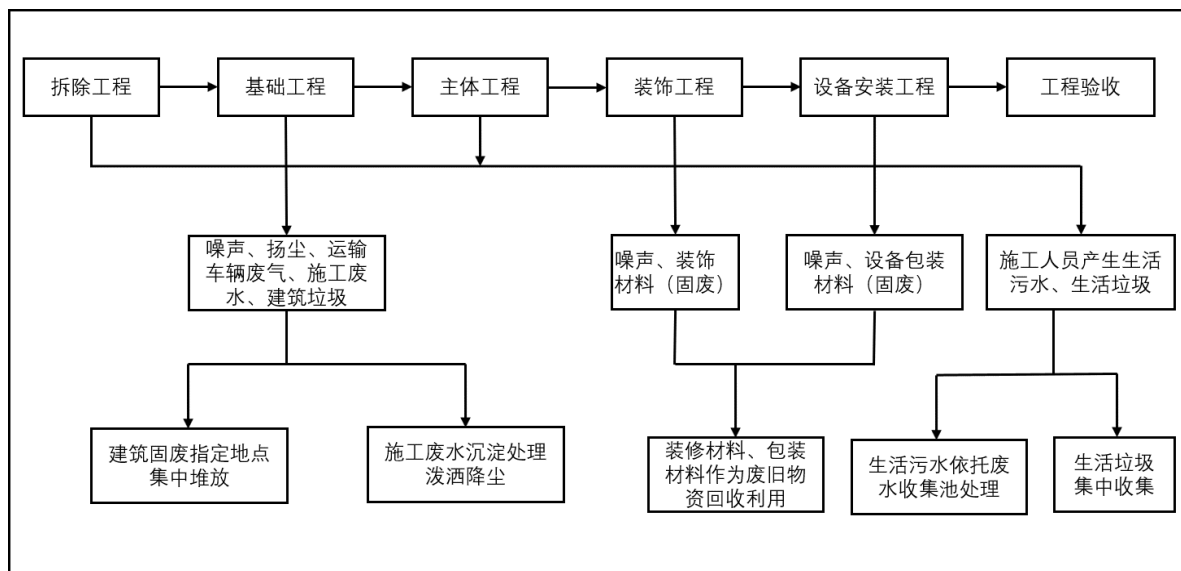 拆除工程
基础工程
主体工程
装饰工程
设备安装工程
工程验收
噪声、扬尘、运输
车辆废气、施工废
水、建筑垃圾
噪声、装饰
材料（固废）
噪声、设备包装
材料（固废）
施工人员产生生活
污水、生活垃圾
建筑固废指定地点
集中堆放
施工废水沉淀处理
泼洒降尘
装修材料、包装
材料作为废旧物
资回收利用
生活污水依托废
水收集池处理
生活垃圾
集中收集